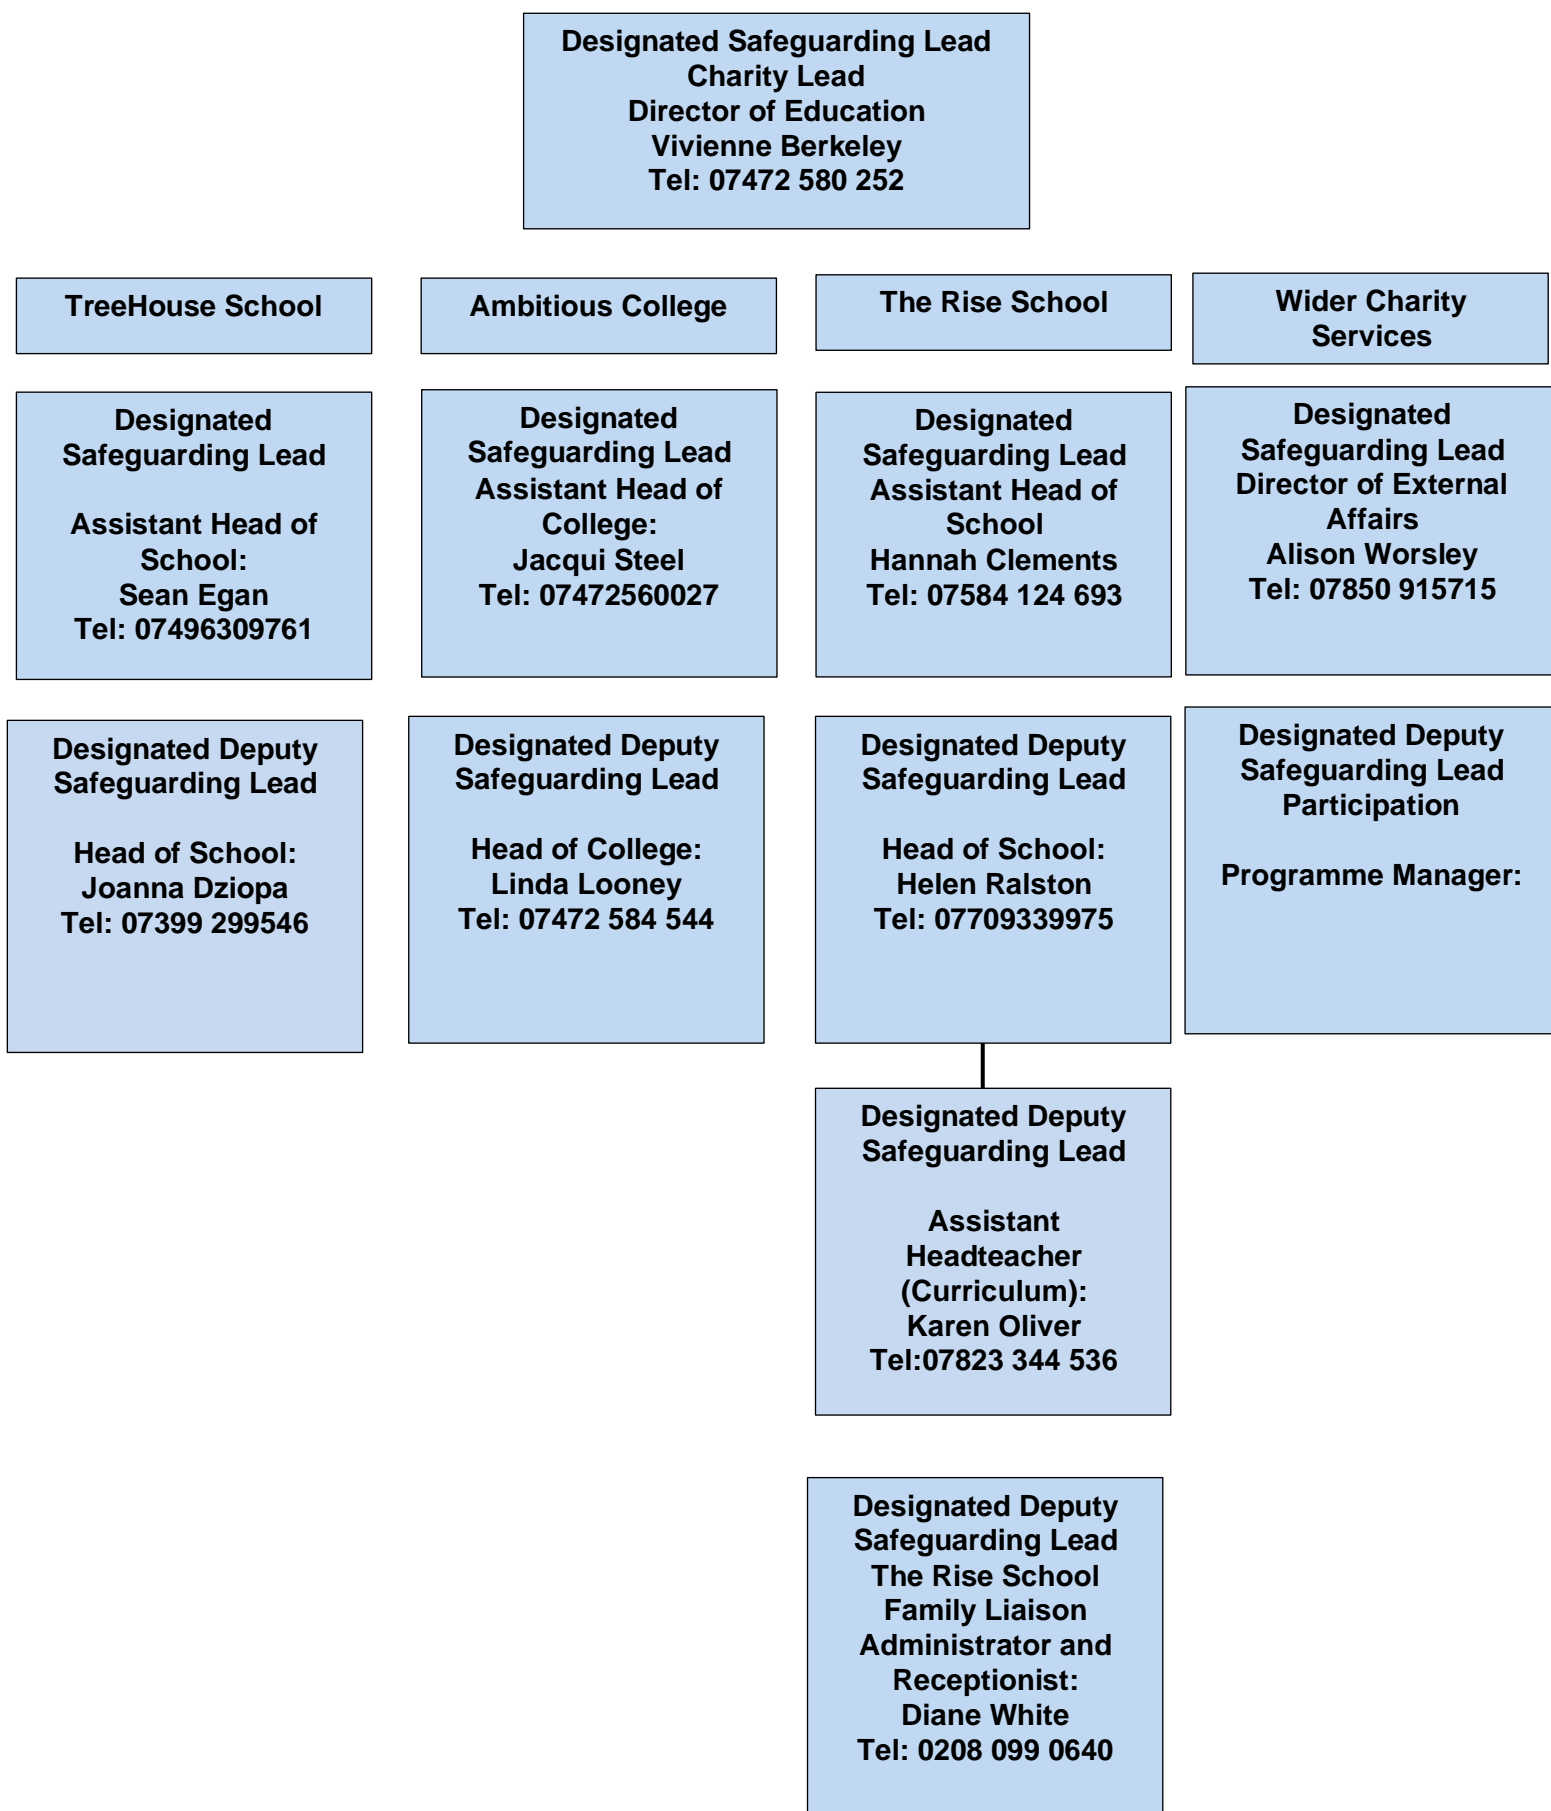 Designated Safeguarding Lead
Charity Lead
Director of Education
Vivienne Berkeley
Tel: 07472 580 252
TreeHouse School
Ambitious College
The Rise School
Wider Charity
Services
Designated
Safeguarding Lead
Assistant Head of
School:
Sean Egan
Tel: 07496309761
Designated
Safeguarding Lead
Assistant Head of
College:
Jacqui Steel
Tel: 07472560027
Designated
Safeguarding Lead
Assistant Head of
School
Hannah Clements
Tel: 07584 124 693
Designated
Safeguarding Lead
Director of External
Affairs
Alison Worsley
Tel: 07850 915715
Designated Deputy
Safeguarding Lead
Head of School:
Joanna Dziopa
Tel: 07399 299546
Designated Deputy
Safeguarding Lead
Head of College:
Linda Looney
Tel: 07472 584 544
Designated Deputy
Safeguarding Lead
Head of School:
Helen Ralston
Tel: 07709339975
Designated Deputy
Safeguarding Lead
Participation
Programme Manager:
Designated Deputy
Safeguarding Lead
Assistant
Headteacher
(Curriculum):
Karen Oliver
Tel:07823 344 536
Designated Deputy
Safeguarding Lead
The Rise School
Family Liaison
Administrator and
Receptionist:
Diane White
Tel: 0208 099 0640